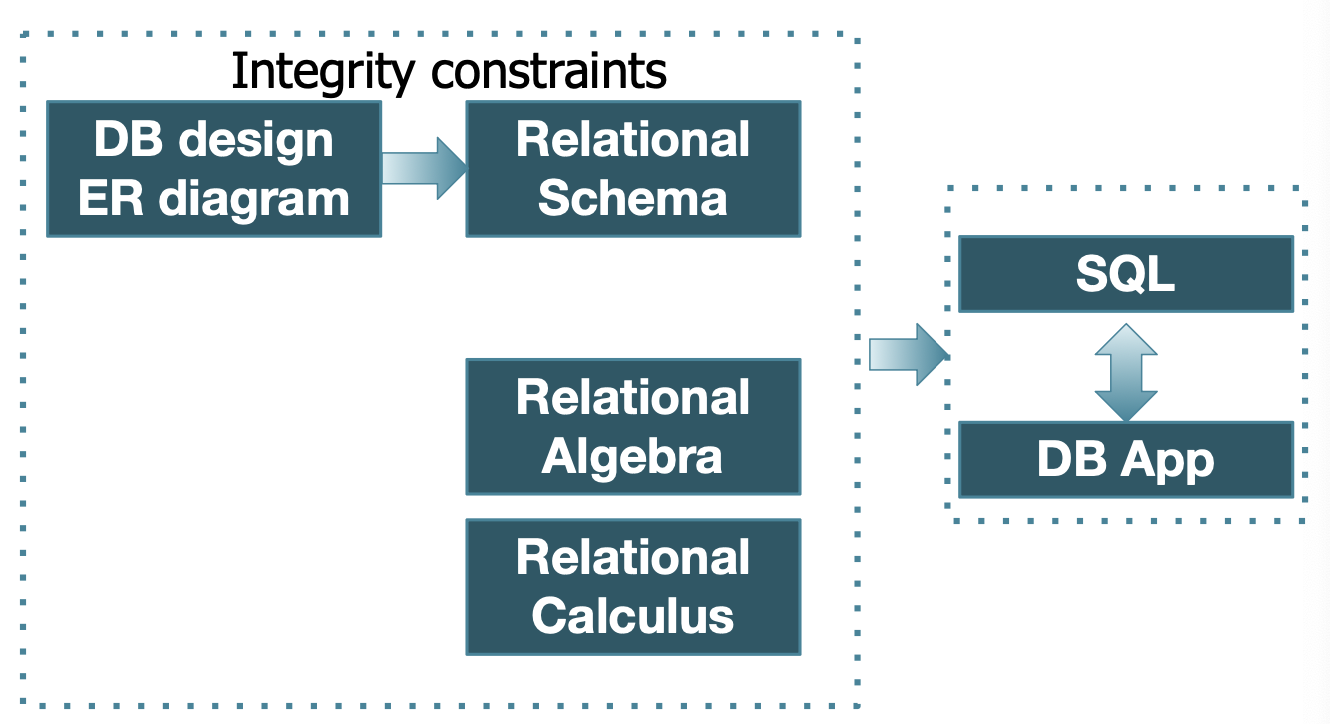 Integrity constraints
DB design
ER diagram
Relational
Schema
Relational
Algebra
Relational
Calculus
SQL
DB App